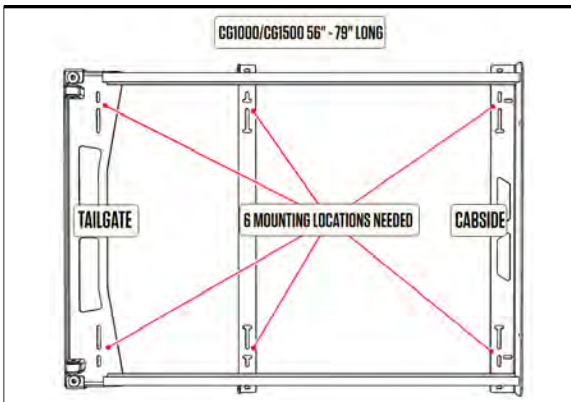 CG1000/CG1500 56" - 79" LONG
TAILGATE
6 MOUNTING LOCATIONS NEEDED
CABSIDE